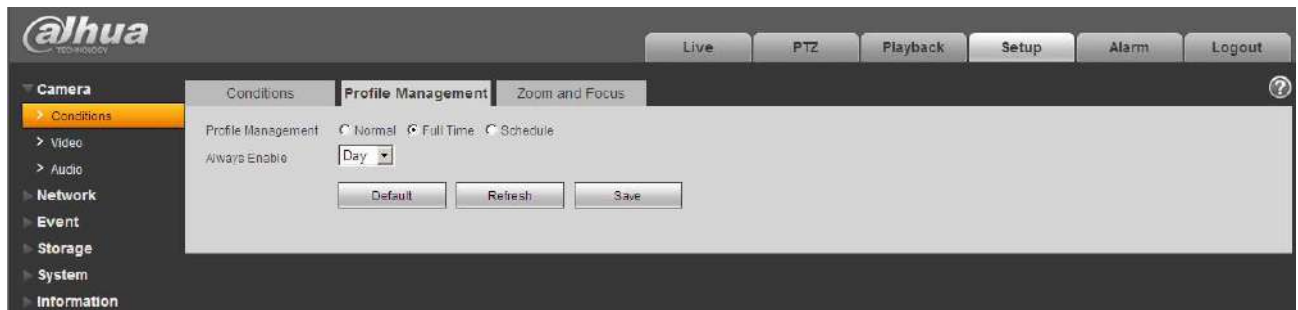 alhua
TECHNOLOGY
Live PTZ Playback Setup Alarm Logout
Camera
> Conditions
> Video
> Audio
Network
Event
Storage
System
Information
Conditions Profile Management Zoom and Focus
?
Profile Management Normal Full Time Schedule
Always Enable Day
Default Refresh Save